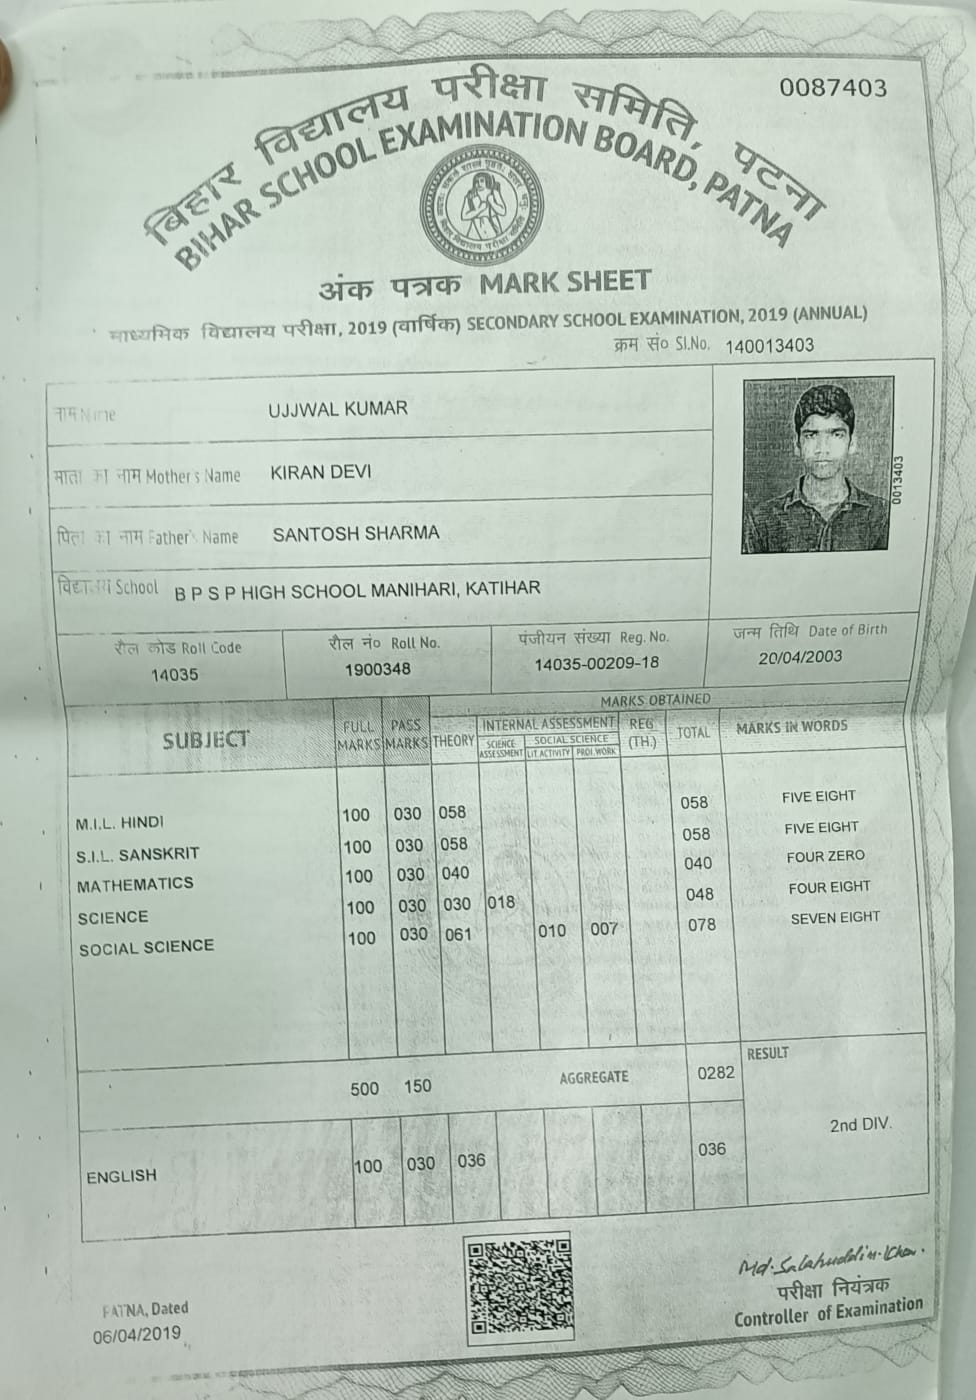 0087403
बिहार विद्यालय परीक्षा समिति, पटना
BIHAR SCHOOL EXAMINATION BOARD, PATNA
अंक पत्रक MARK SHEET
माध्यमिक विद्यालय परीक्षा, 2019 (वार्षिक) SECONDARY SCHOOL EXAMINATION, 2019 (ANNUAL)
क्रम सं० Sl.No. 140013403
नाम Name UJJWAL KUMAR
माता का नाम Mother's Name KIRAN DEVI
पिता का नाम Father's Name SANTOSH SHARMA
विद्यालय School B P S P HIGH SCHOOL MANIHARI, KATIHAR
0013403
रौल कोड Roll Code रौल नं० Roll No. पंजीयन संख्या Reg. No. जन्म तिथि Date of Birth
14035 1900348 14035-00209-18 20/04/2003
SUBJECT FULL MARKS PASS MARKS MARKS OBTAINED
THEORY INTERNAL ASSESSMENT REG (TH.) TOTAL MARKS IN WORDS
SCIENCE ASSESSMENT SOCIAL SCIENCE
LIT.ACTIVITY PROJ.WORK
M.I.L. HINDI 100 030 058 058 FIVE EIGHT
S.I.L. SANSKRIT 100 030 058 058 FIVE EIGHT
MATHEMATICS 100 030 040 040 FOUR ZERO
SCIENCE 100 030 030 018 048 FOUR EIGHT
SOCIAL SCIENCE 100 030 061 010 007 078 SEVEN EIGHT
500 150 AGGREGATE 0282 RESULT
2nd DIV.
ENGLISH 100 030 036 036
Md. Salahuddin Khan.
परीक्षा नियंत्रक
Controller of Examination
PATNA, Dated
06/04/2019